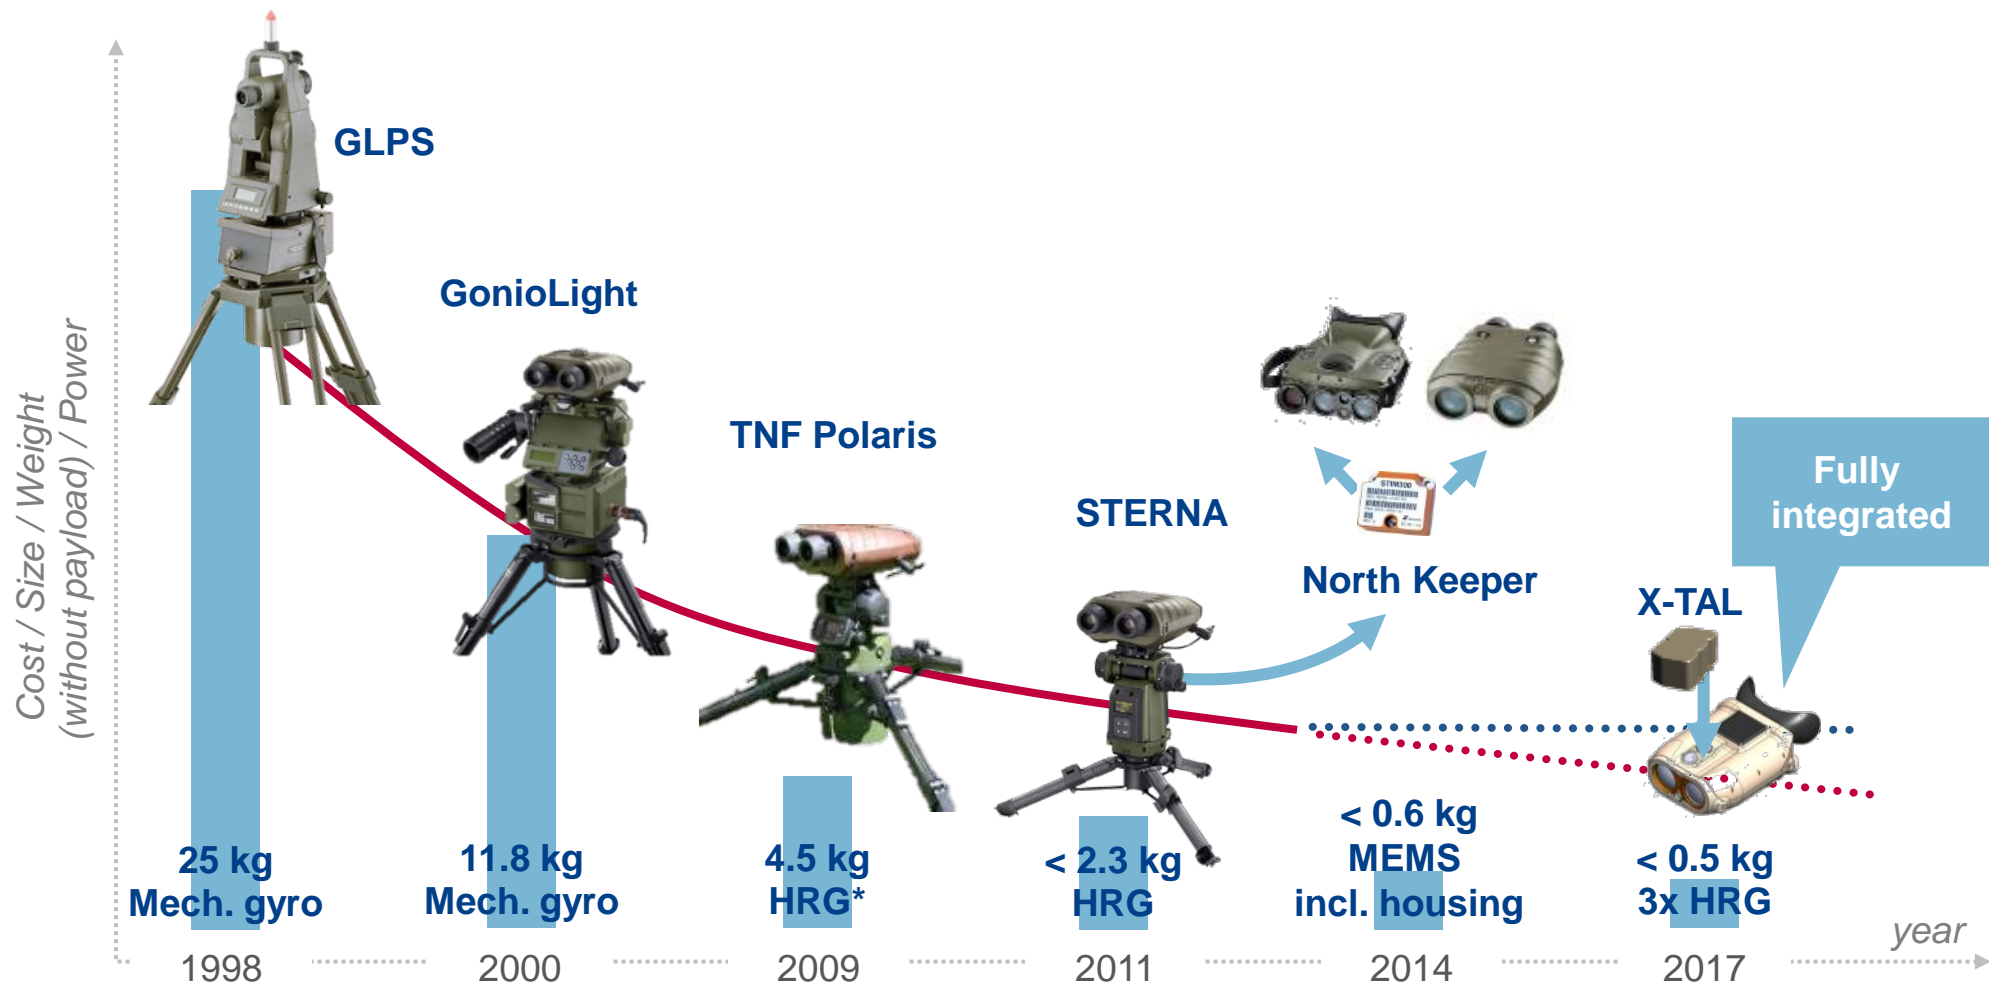 GLPS
GonioLight
TNF Polaris
STERNA
STIM300
North Keeper
X-TAL
Fully
integrated
Cost / Size / Weight
(without payload) / Power
25 kg
Mech. gyro
11.8 kg
Mech. gyro
4.5 kg
HRG*
< 2.3 kg
HRG
< 0.6 kg
MEMS
incl. housing
< 0.5 kg
3x HRG
year
1998
2000
2009
2011
2014
2017